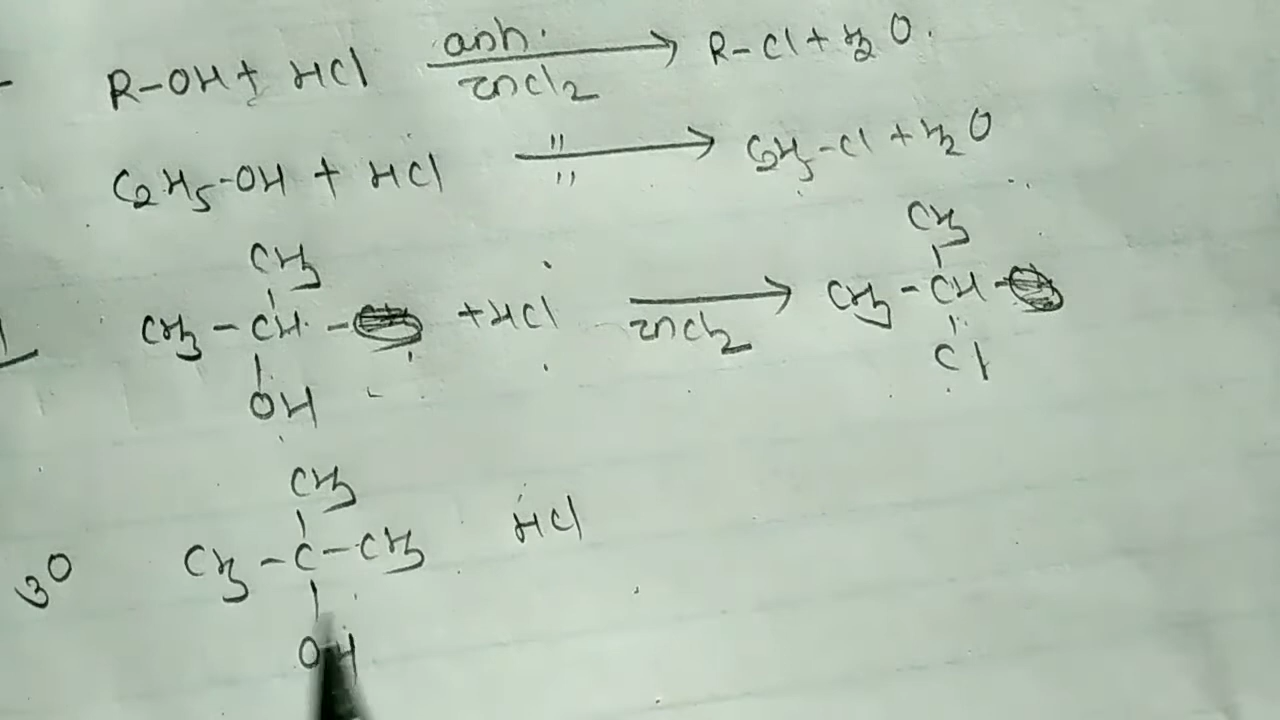 R-OH + HCl anh. ZnCl2 → R-Cl + H2O.
C2H5-OH + HCl " " → C2H5-Cl + H2O
CH3 CH3
CH3 - CH - + HCl ZnCl2 → CH3 - CH -
OH Cl
CH3
3° CH3 - C - CH3 HCl
OH